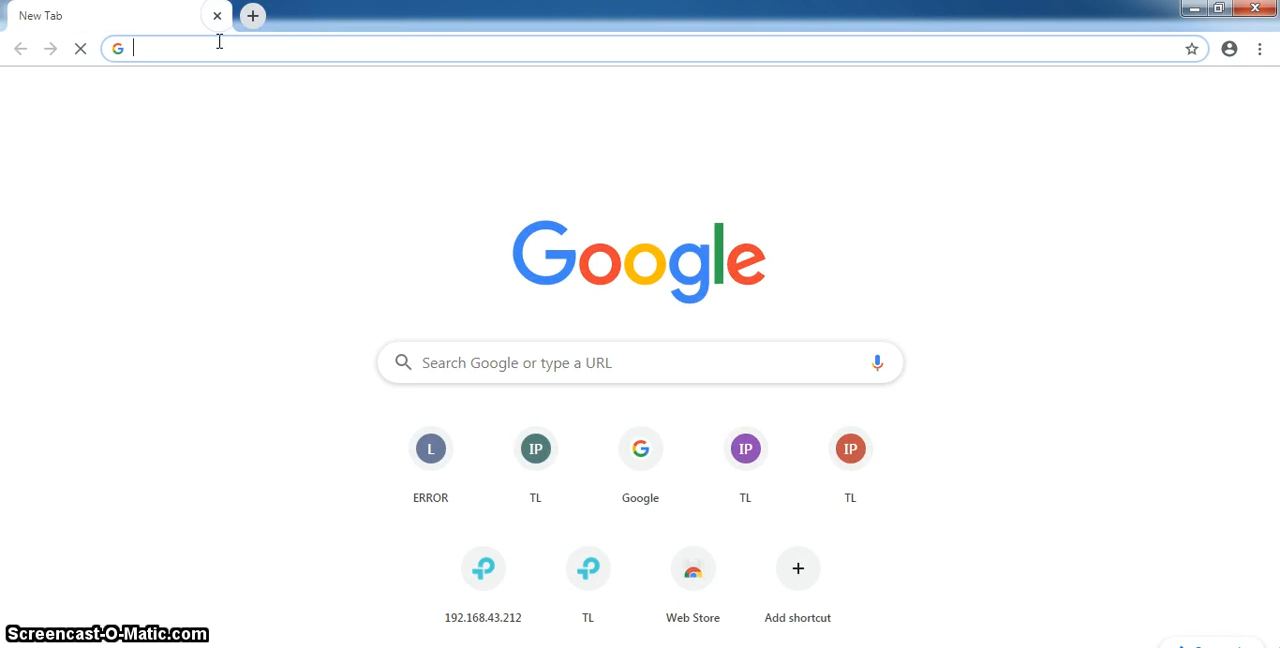 New Tab
Google
Search Google or type a URL
L
IP
IP
IP
ERROR
TL
Google
TL
TL
192.168.43.212
TL
Web Store
Add shortcut
Screencast-O-Matic.com